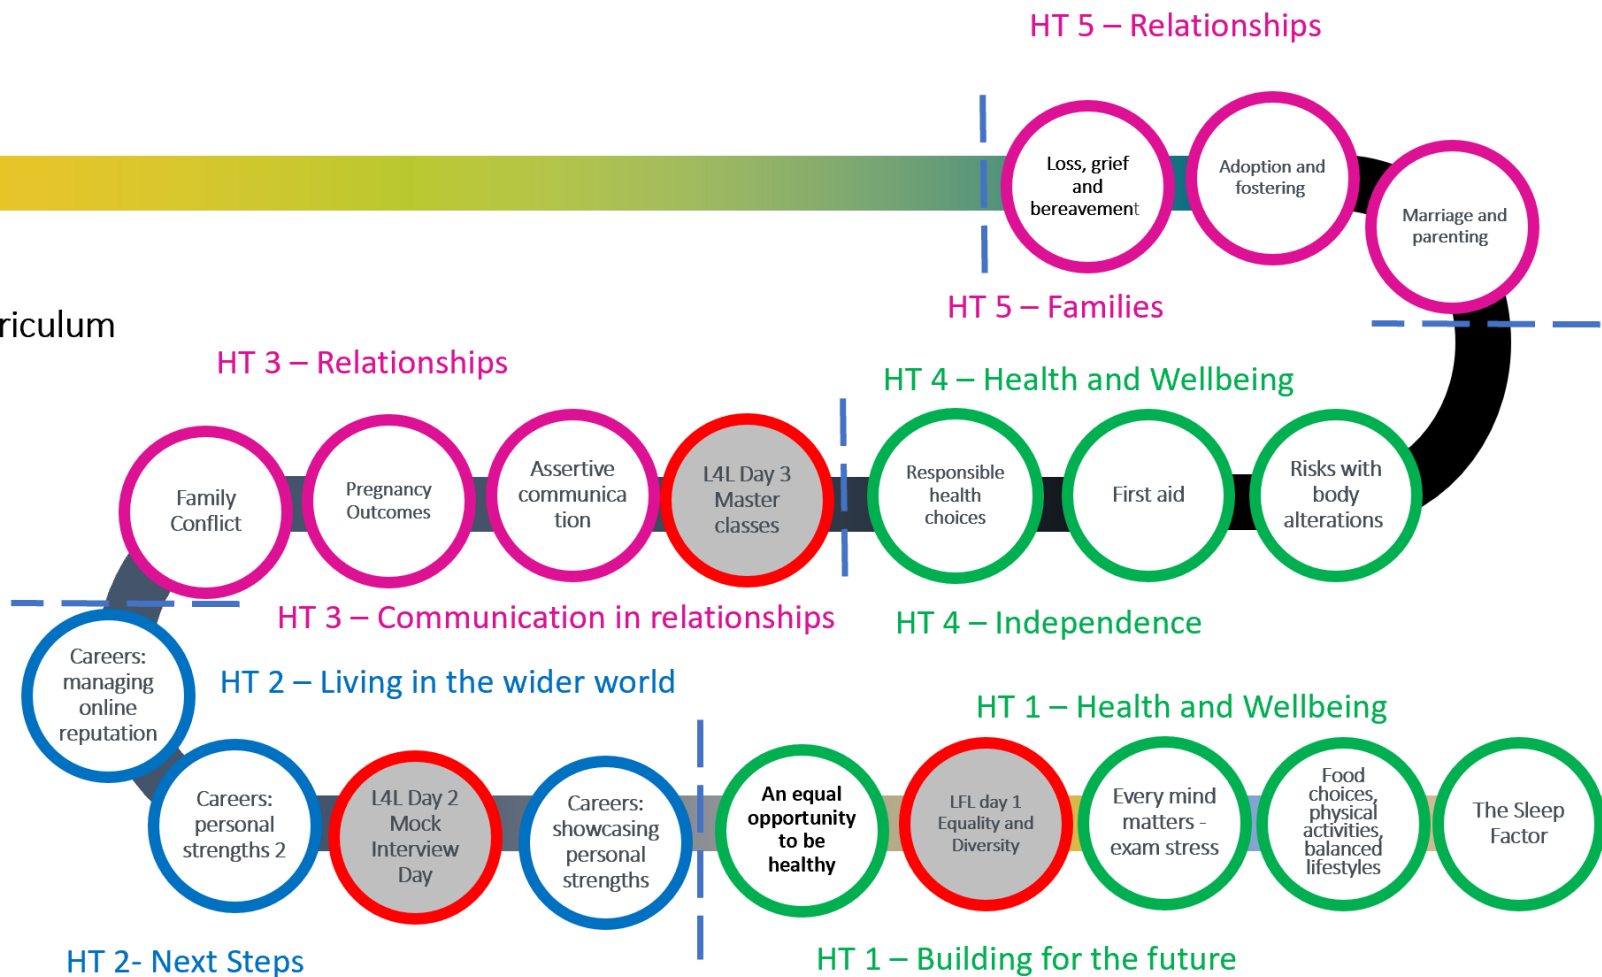 HT 5 – Relationships
Loss, grief
and
bereavement
Adoption and
fostering
Marriage and
parenting
HT 5 – Families
riculum
HT 3 – Relationships
HT 4 – Health and Wellbeing
Family
Conflict
Pregnancy
Outcomes
Assertive
communica
tion
L4L Day 3
Master
classes
Responsible
health
choices
First aid
Risks with
body
alterations
HT 3 – Communication in relationships
HT 4 – Independence
Careers:
managing
online
reputation
HT 2 – Living in the wider world
HT 1 – Health and Wellbeing
Careers:
personal
strengths 2
L4L Day 2
Mock
Interview
Day
Careers:
showcasing
personal
strengths
An equal
opportunity
to be
healthy
LFL day 1
Equality and
Diversity
Every mind
matters -
exam stress
Food
choices,
physical
activities,
balanced
lifestyles
The Sleep
Factor
HT 2- Next Steps
HT 1 – Building for the future